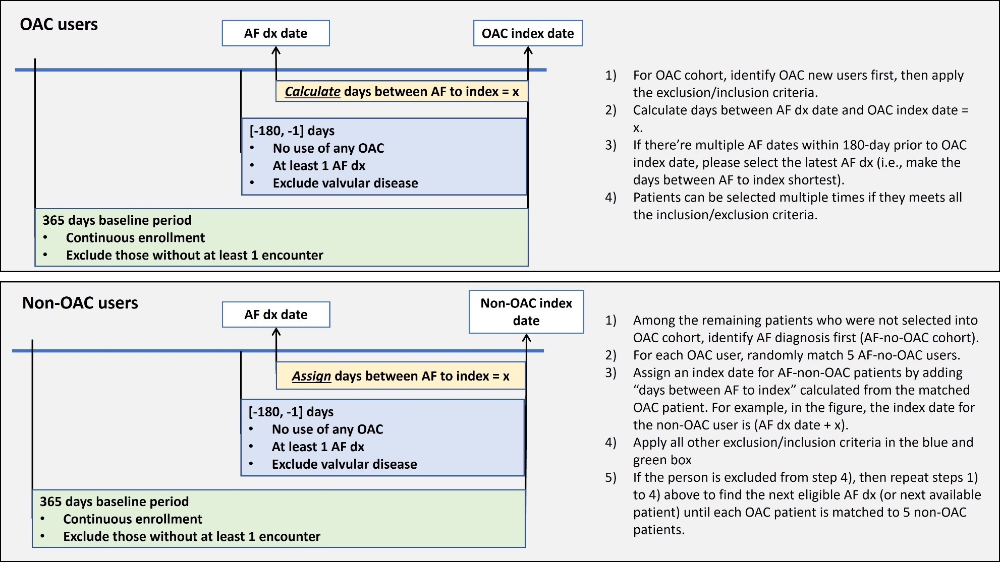 OAC users
AF dx date
OAC index date
Calculate days between AF to index = x
[-180, -1] days
• No use of any OAC
• At least 1 AF dx
• Exclude valvular disease
365 days baseline period
• Continuous enrollment
• Exclude those without at least 1 encounter
1) For OAC cohort, identify OAC new users first, then apply
the exclusion/inclusion criteria.
2) Calculate days between AF dx date and OAC index date =
x.
3) If there’re multiple AF dates within 180-day prior to OAC
index date, please select the latest AF dx (i.e., make the
days between AF to index shortest).
4) Patients can be selected multiple times if they meets all
the inclusion/exclusion criteria.
Non-OAC users
AF dx date
Non-OAC index
date
Assign days between AF to index = x
[-180, -1] days
• No use of any OAC
• At least 1 AF dx
• Exclude valvular disease
365 days baseline period
• Continuous enrollment
• Exclude those without at least 1 encounter
1) Among the remaining patients who were not selected into
OAC cohort, identify AF diagnosis first (AF-no-OAC cohort).
2) For each OAC user, randomly match 5 AF-no-OAC users.
3) Assign an index date for AF-non-OAC patients by adding
“days between AF to index” calculated from the matched
OAC patient. For example, in the figure, the index date for
the non-OAC user is (AF dx date + x).
4) Apply all other exclusion/inclusion criteria in the blue and
green box
5) If the person is excluded from step 4), then repeat steps 1)
to 4) above to find the next eligible AF dx (or next available
patient) until each OAC patient is matched to 5 non-OAC
patients.